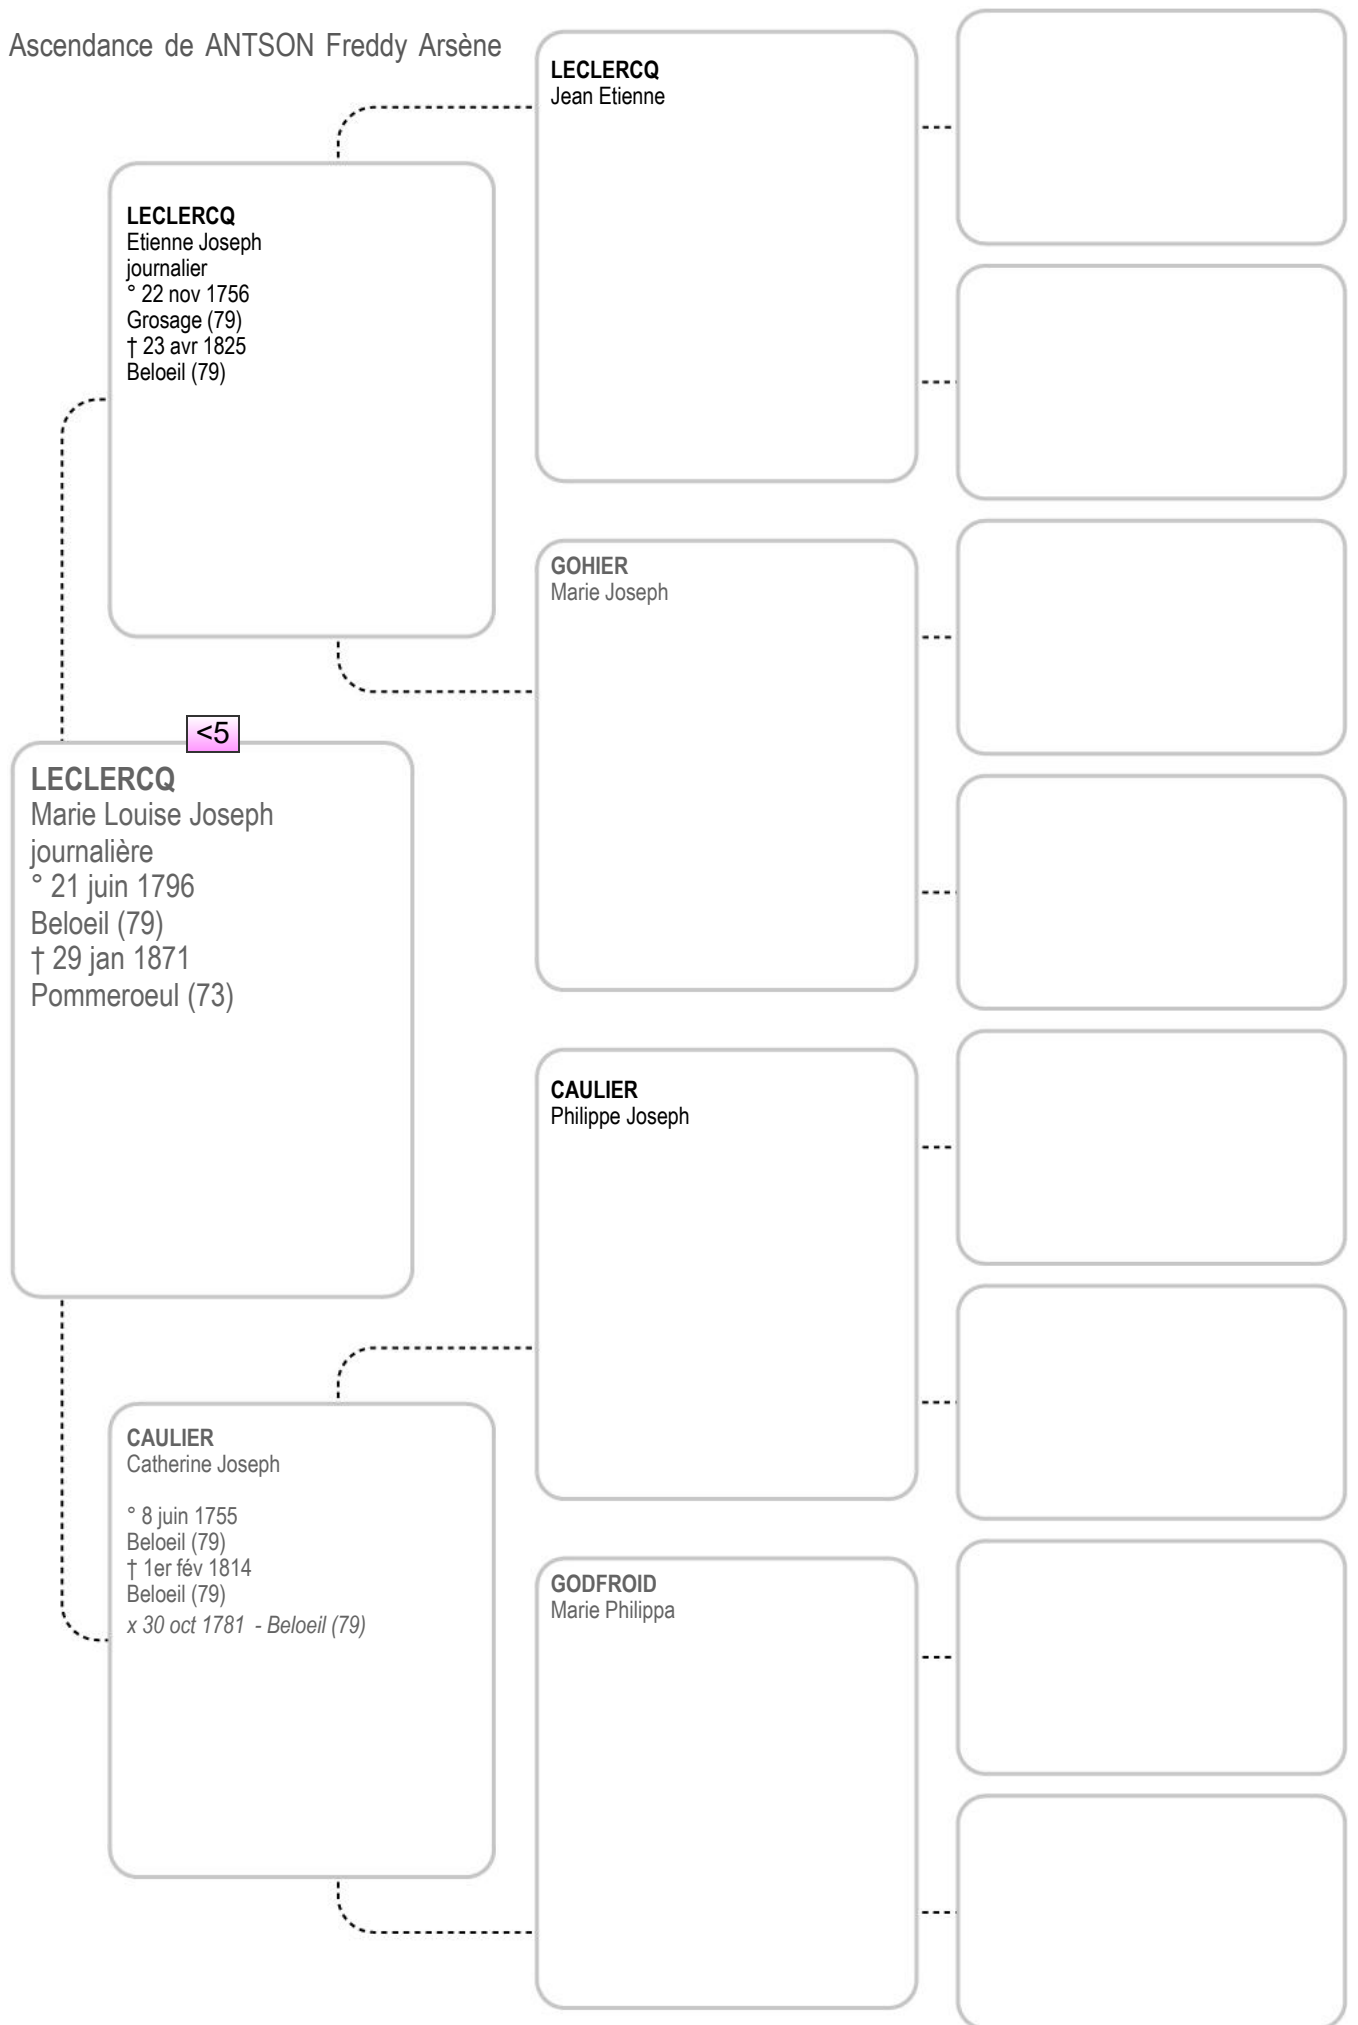 Ascendance de ANTSON Freddy Arsène
LECLERCQ
Jean Etienne
LECLERCQ
Etienne Joseph
journalier
° 22 nov 1756
Grosage (79)
† 23 avr 1825
Beloeil (79)
GOHIER
Marie Joseph
<5
LECLERCQ
Marie Louise Joseph
journalière
° 21 juin 1796
Beloeil (79)
† 29 jan 1871
Pommeroeul (73)
CAULIER
Philippe Joseph
CAULIER
Catherine Joseph
° 8 juin 1755
Beloeil (79)
† 1er fév 1814
Beloeil (79)
x 30 oct 1781 - Beloeil (79)
GODFROID
Marie Philippa